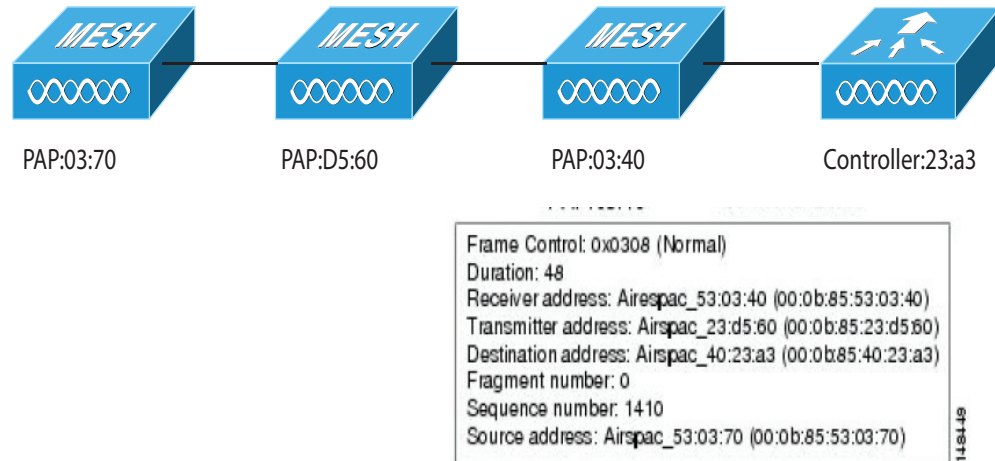 MESH MESH MESH
PAP:03:70 PAP:D5:60 PAP:03:40 Controller:23:a3
Frame Control: 0x0308 (Normal)
Duration: 48
Receiver address: Airespac_53:03:40 (00:0b:85:53:03:40)
Transmitter address: Airspac_23:d5:60 (00:0b:85:23:d5:60)
Destination address: Airspac_40:23:a3 (00:0b:85:40:23:a3)
Fragment number: 0
Sequence number: 1410
Source address: Airspac_53:03:70 (00:0b:85:53:03:70)
148449